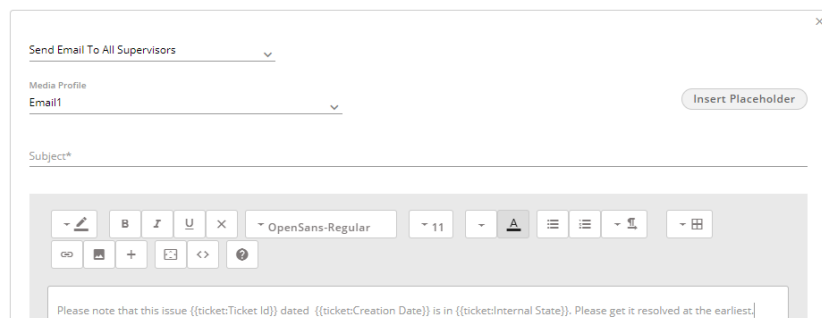 Send Email To All Supervisors
Media Profile
Email1
Insert Placeholder
Subject*
B I U OpenSans-Regular 11 A
Please note that this issue {{ticket:Ticket Id}} dated  {{ticket:Creation Date}} is in {{ticket:Internal State}}. Please get it resolved at the earliest.